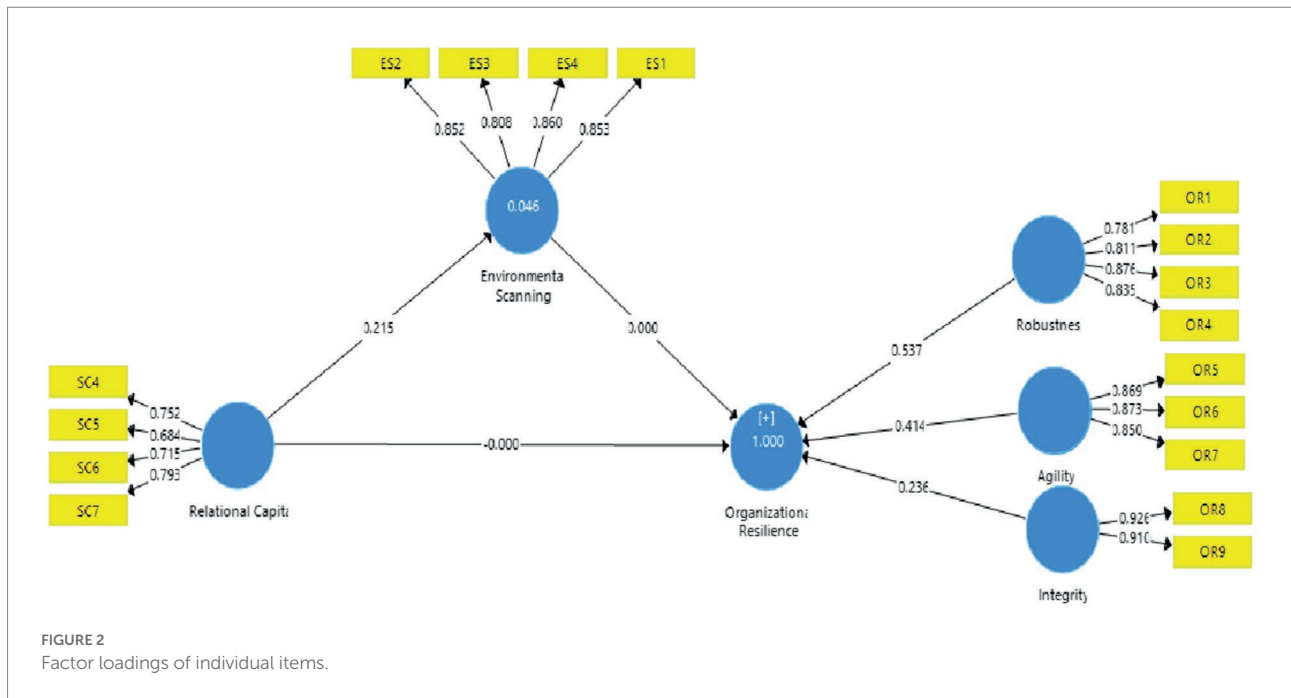 ES2 ES3 ES4 ES1
0.852 0.808 0.860 0.853
0.046
Environmenta
Scanning
0.215
0.000
SC4
SC5
SC6
SC7
0.752
0.684
0.715
0.793
Relational Capita
-0.000
[+]
1.000
Organizationa
Resilience
0.537
0.414
0.236
Robustnes
0.781
0.811
0.876
0.835
OR1
OR2
OR3
OR4
Agility
0.869
0.873
0.850
OR5
OR6
OR7
Integrity
0.926
0.910
OR8
OR9
FIGURE 2
Factor loadings of individual items.